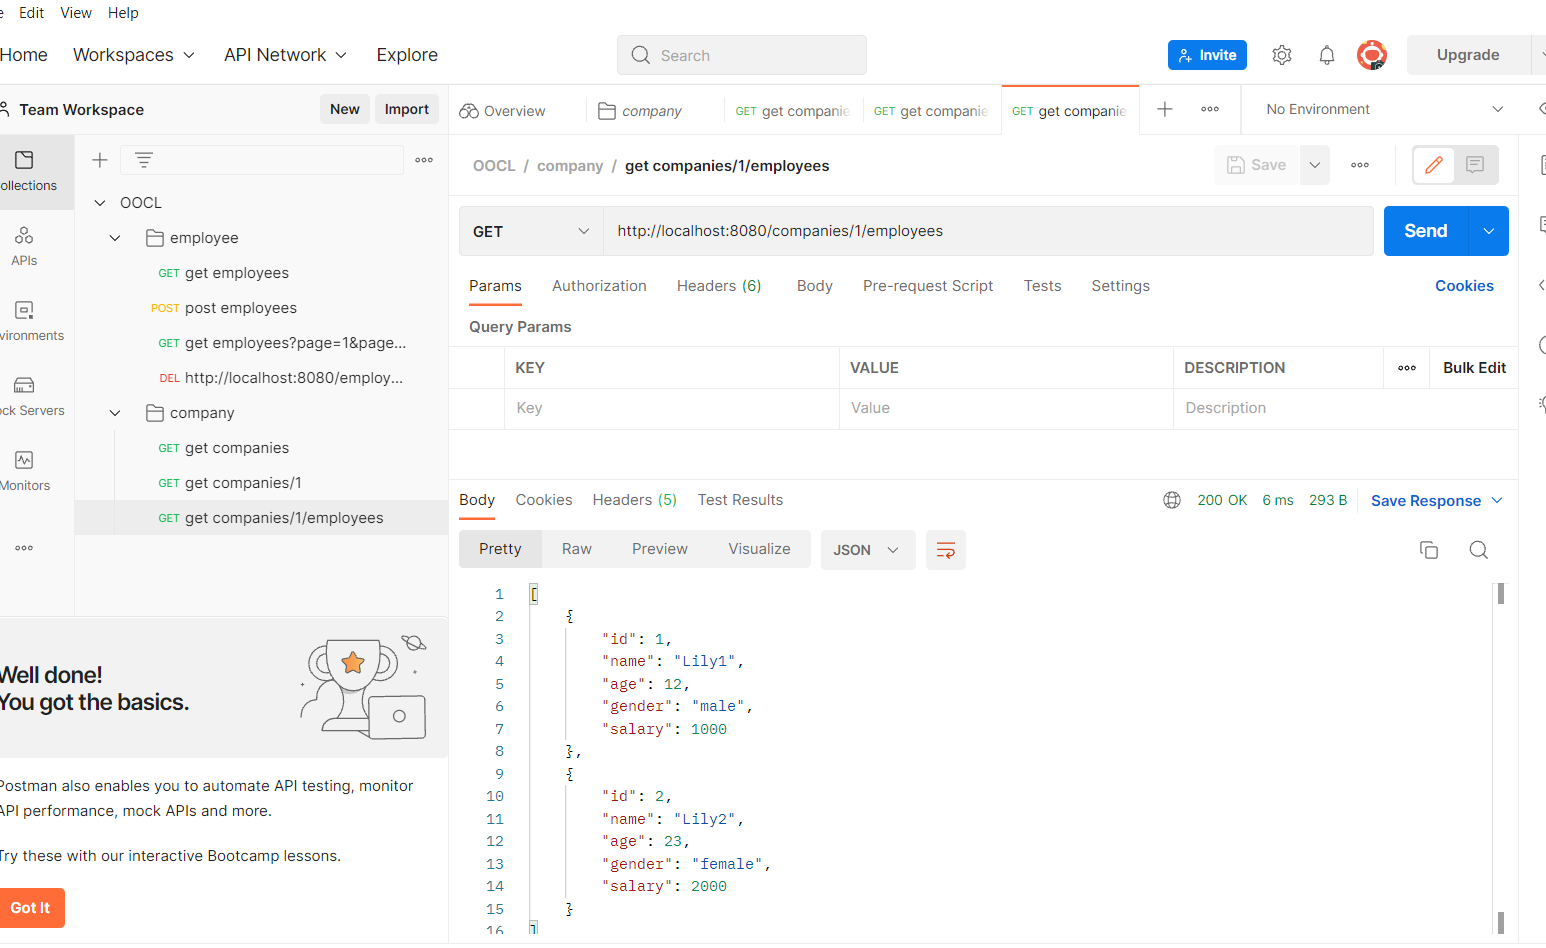 Edit View Help
Home Workspaces API Network Explore Search Invite Upgrade
Team Workspace New Import Overview company GET get companie GET get companie GET get companie No Environment
ollections
OOCL / company / get companies/1/employees Save
OOCL
employee
GET get employees
POST post employees
GET get employees?page=1&page...
DEL http://localhost:8080/employ...
company
GET get companies
GET get companies/1
GET get companies/1/employees
APIs
vironments
ck Servers
Monitors
GET http://localhost:8080/companies/1/employees Send
Params Authorization Headers (6) Body Pre-request Script Tests Settings Cookies
Query Params
KEY VALUE DESCRIPTION Bulk Edit
Key Value Description
Body Cookies Headers (5) Test Results 200 OK 6 ms 293 B Save Response
Pretty Raw Preview Visualize JSON
1 [
2 {
3 "id": 1,
4 "name": "Lily1",
5 "age": 12,
6 "gender": "male",
7 "salary": 1000
8 },
9 {
10 "id": 2,
11 "name": "Lily2",
12 "age": 23,
13 "gender": "female",
14 "salary": 2000
15 }
16 ]
Well done!
You got the basics.
Postman also enables you to automate API testing, monitor
API performance, mock APIs and more.
Try these with our interactive Bootcamp lessons.
Got It